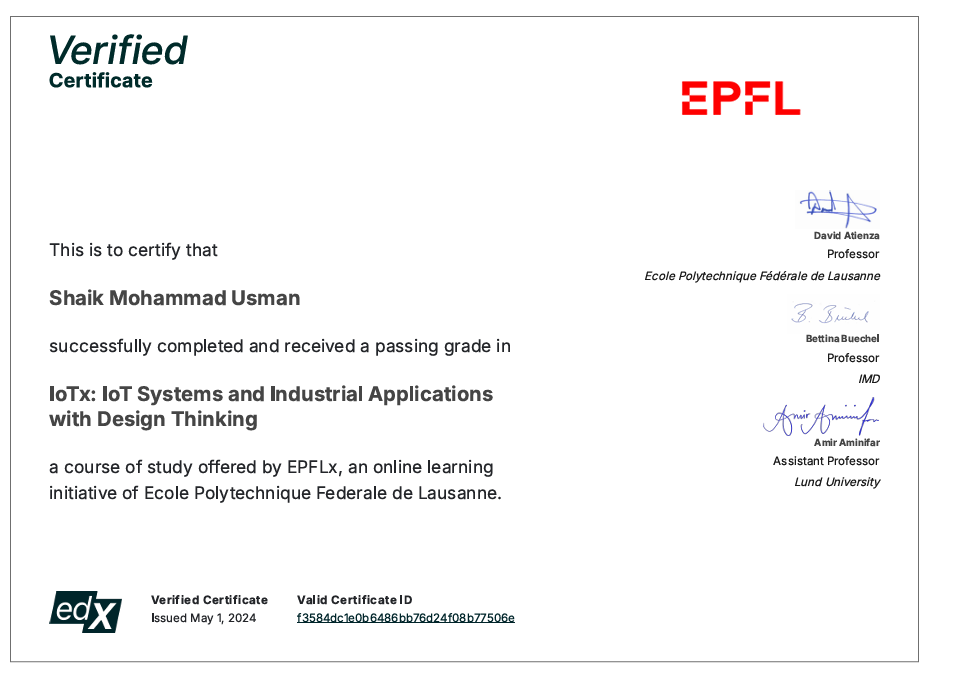 Verified
Certificate
EPFL
This is to certify that
Shaik Mohammad Usman
successfully completed and received a passing grade in
IoTx: IoT Systems and Industrial Applications
with Design Thinking
a course of study offered by EPFLx, an online learning
initiative of Ecole Polytechnique Federale de Lausanne.
David Atienza
Professor
Ecole Polytechnique Fédérale de Lausanne
B. Büchel
Bettina Buechel
Professor
IMD
Amir Aminifar
Amir Aminifar
Assistant Professor
Lund University
edX
Verified Certificate
Issued May 1, 2024
Valid Certificate ID
f3584dc1e0b6486bb76d24f08b77506e